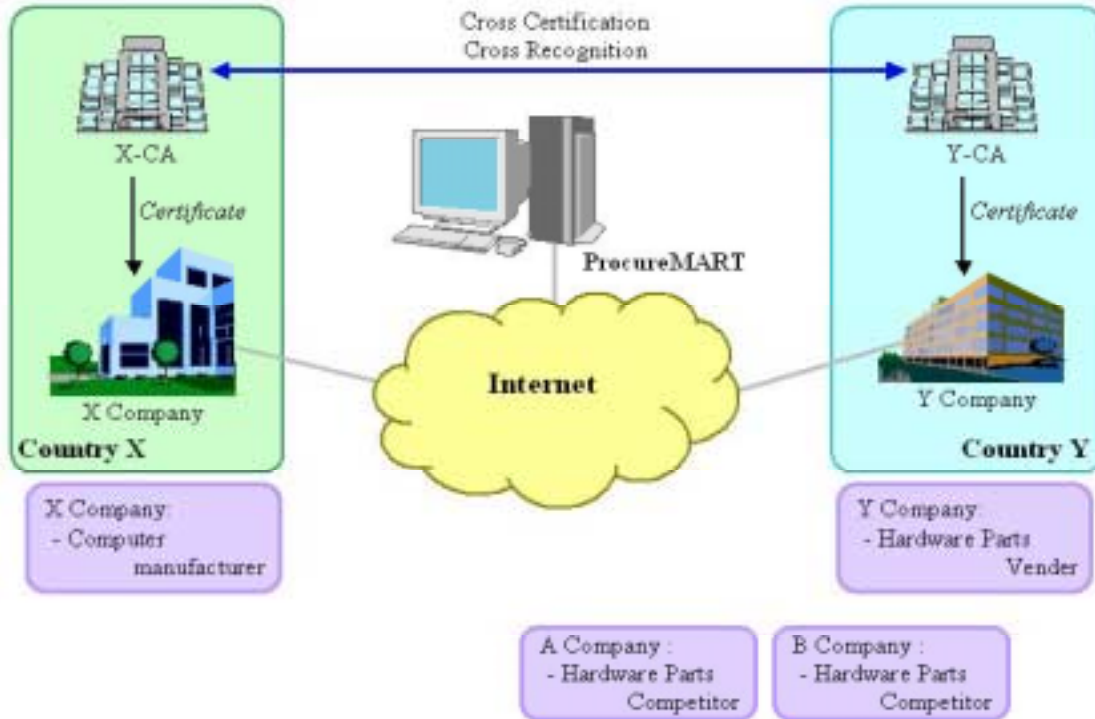 Cross Certification
Cross Recognition
X-CA
Y-CA
Certificate
Certificate
ProcureMART
Internet
X Company
Y Company
Country X
Country Y
X Company:
- Computer
manufacturer
Y Company:
- Hardware Parts
Vender
A Company :
- Hardware Parts
Competitor
B Company :
- Hardware Parts
Competitor